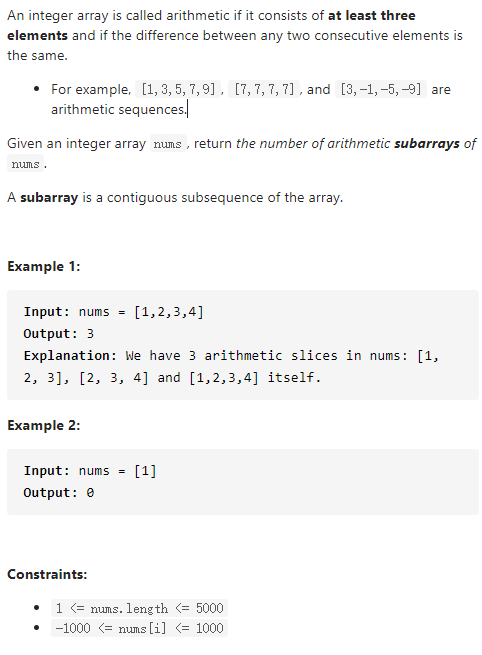 An integer array is called arithmetic if it consists of at least three
elements and if the difference between any two consecutive elements is
the same.
• For example, [1,3,5,7,9], [7,7,7,7], and [3,-1,-5,-9] are
arithmetic sequences.
Given an integer array nums, return the number of arithmetic subarrays of
nums.
A subarray is a contiguous subsequence of the array.
Example 1:
Input: nums = [1,2,3,4]
Output: 3
Explanation: We have 3 arithmetic slices in nums: [1,
2, 3], [2, 3, 4] and [1,2,3,4] itself.
Example 2:
Input: nums = [1]
Output: 0
Constraints:
• 1 <= nums.length <= 5000
• -1000 <= nums[i] <= 1000